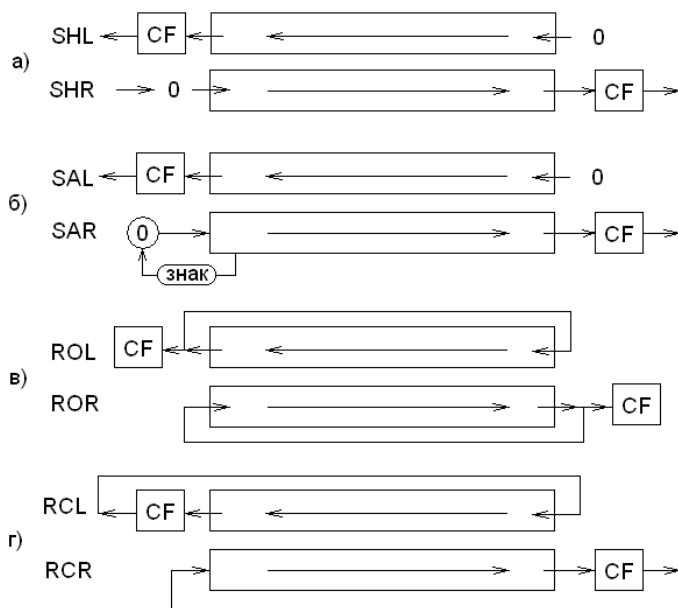 SHL CF 0
а)
SHR 0 CF
SAL CF 0
б)
SAR 0 CF
знак
ROL CF
в)
ROR CF
RCL CF
г)
RCR CF